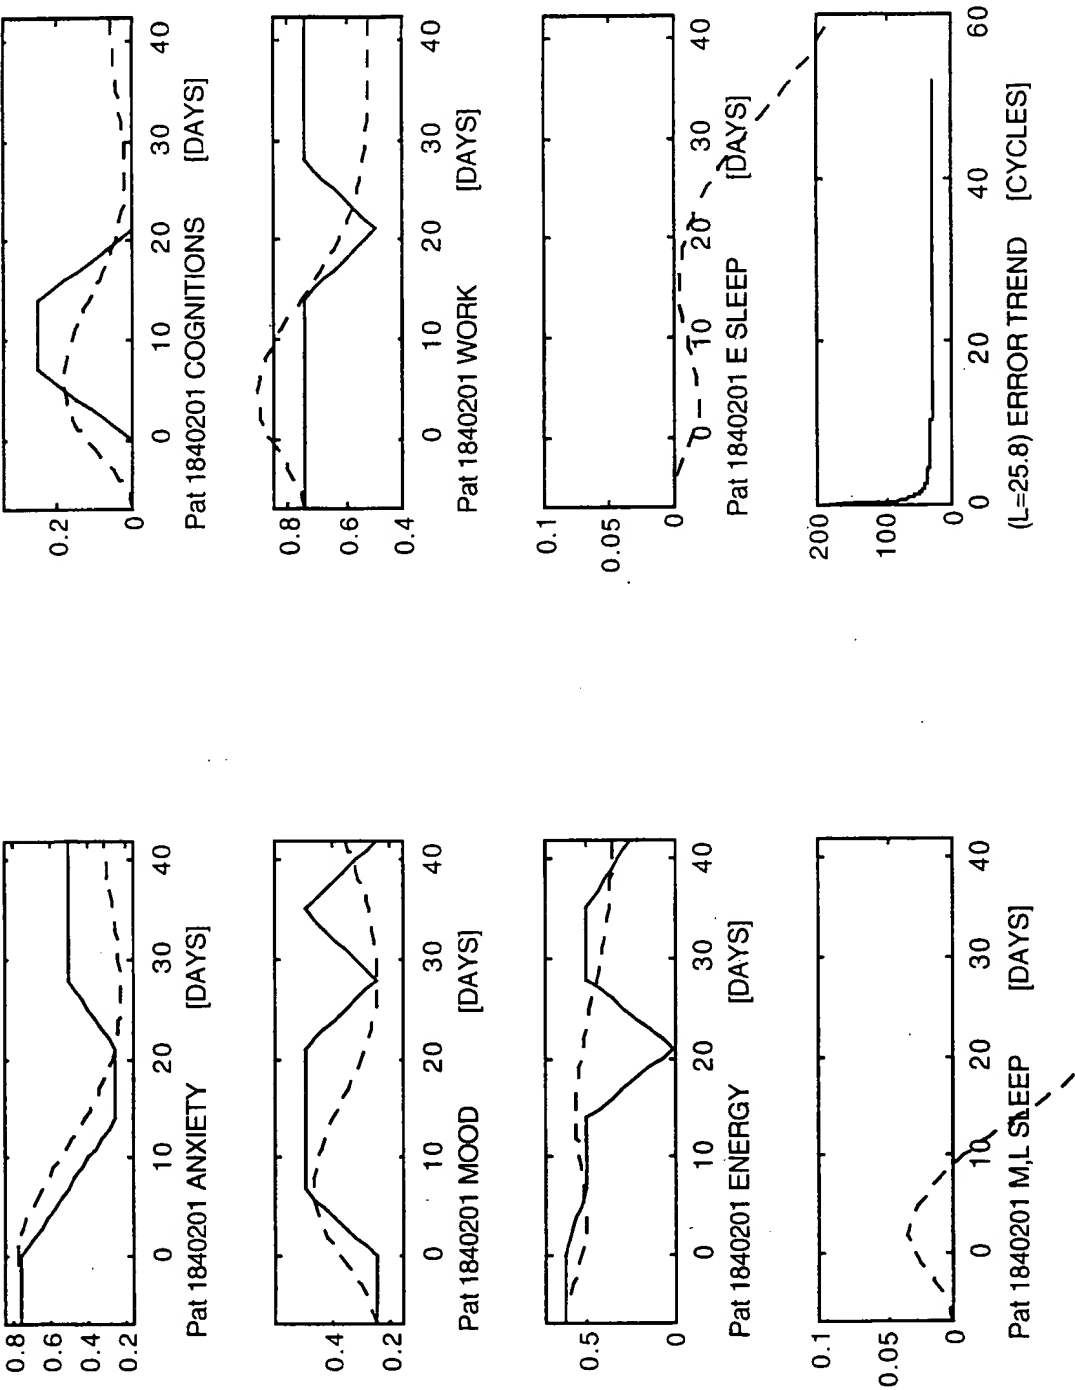 0.8
0.6
0.4
0.2
0 10 20 30 40
Pat 1840201 ANXIETY [DAYS]
0.2
0
0 10 20 30 40
Pat 1840201 COGNITIONS [DAYS]
0.4
0.2
0 10 20 30 40
Pat 1840201 MOOD [DAYS]
0.8
0.6
0.4
0 10 20 30 40
Pat 1840201 WORK [DAYS]
0.5
0
0 10 20 30 40
Pat 1840201 ENERGY [DAYS]
0.1
0.05
0
0 10 20 30 40
Pat 1840201 E SLEEP [DAYS]
0.1
0.05
0
0 10 20 30 40
Pat 1840201 M,L SLEEP [DAYS]
200
100
0
0 20 40 60
(L=25.8) ERROR TREND [CYCLES]